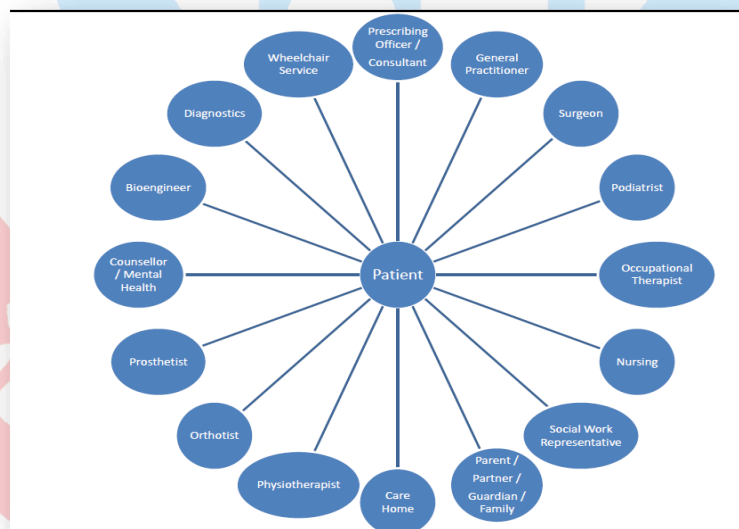 Prescribing
Officer /
Consultant
General
Practitioner
Surgeon
Podiatrist
Occupational
Therapist
Nursing
Social Work
Representative
Parent /
Partner /
Guardian /
Family
Care
Home
Physiotherapist
Orthotist
Prosthetist
Counsellor
/ Mental
Health
Bioengineer
Diagnostics
Wheelchair
Service
Patient